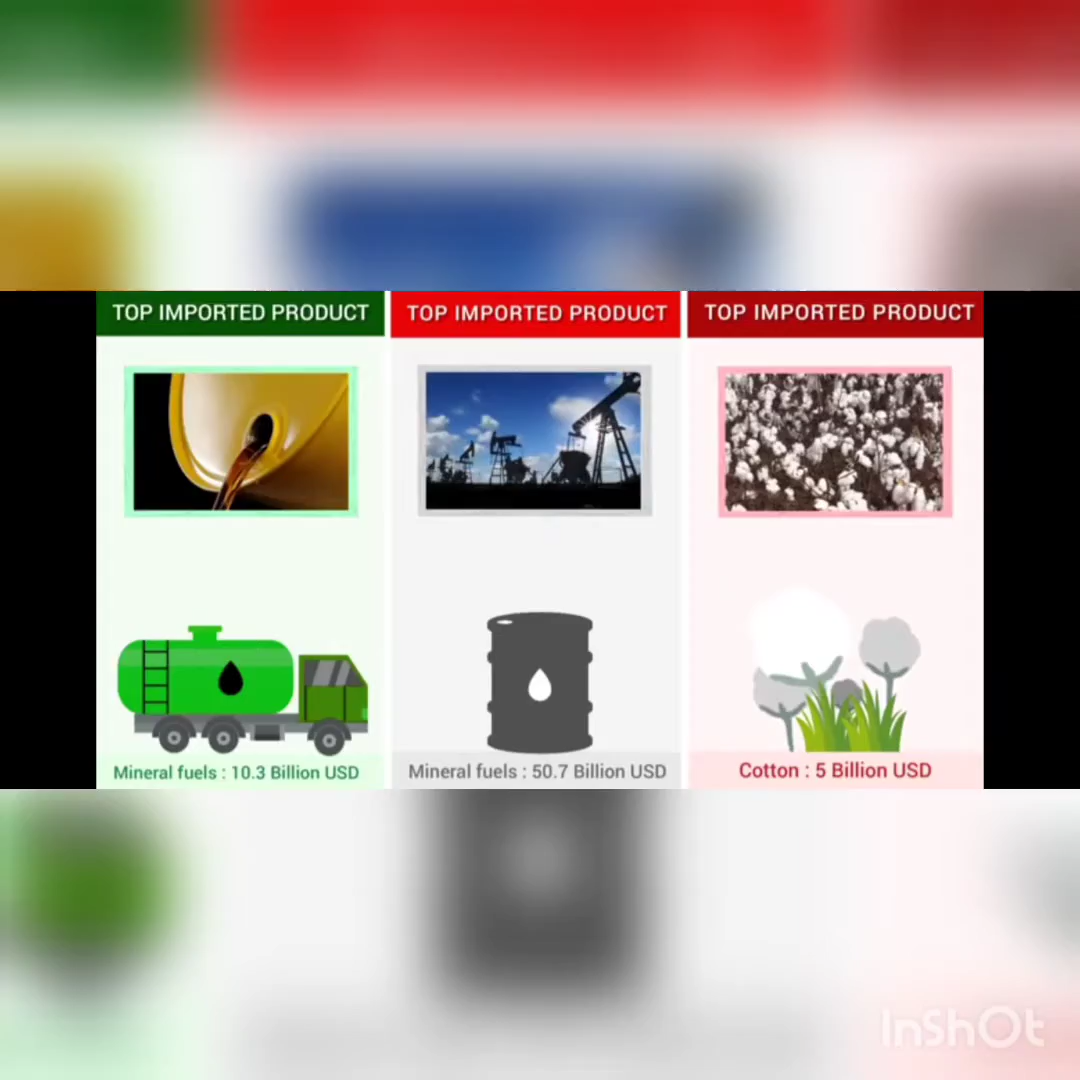 TOP IMPORTED PRODUCT
TOP IMPORTED PRODUCT
TOP IMPORTED PRODUCT
Mineral fuels : 10.3 Billion USD
Mineral fuels : 50.7 Billion USD
Cotton : 5 Billion USD
InShOt